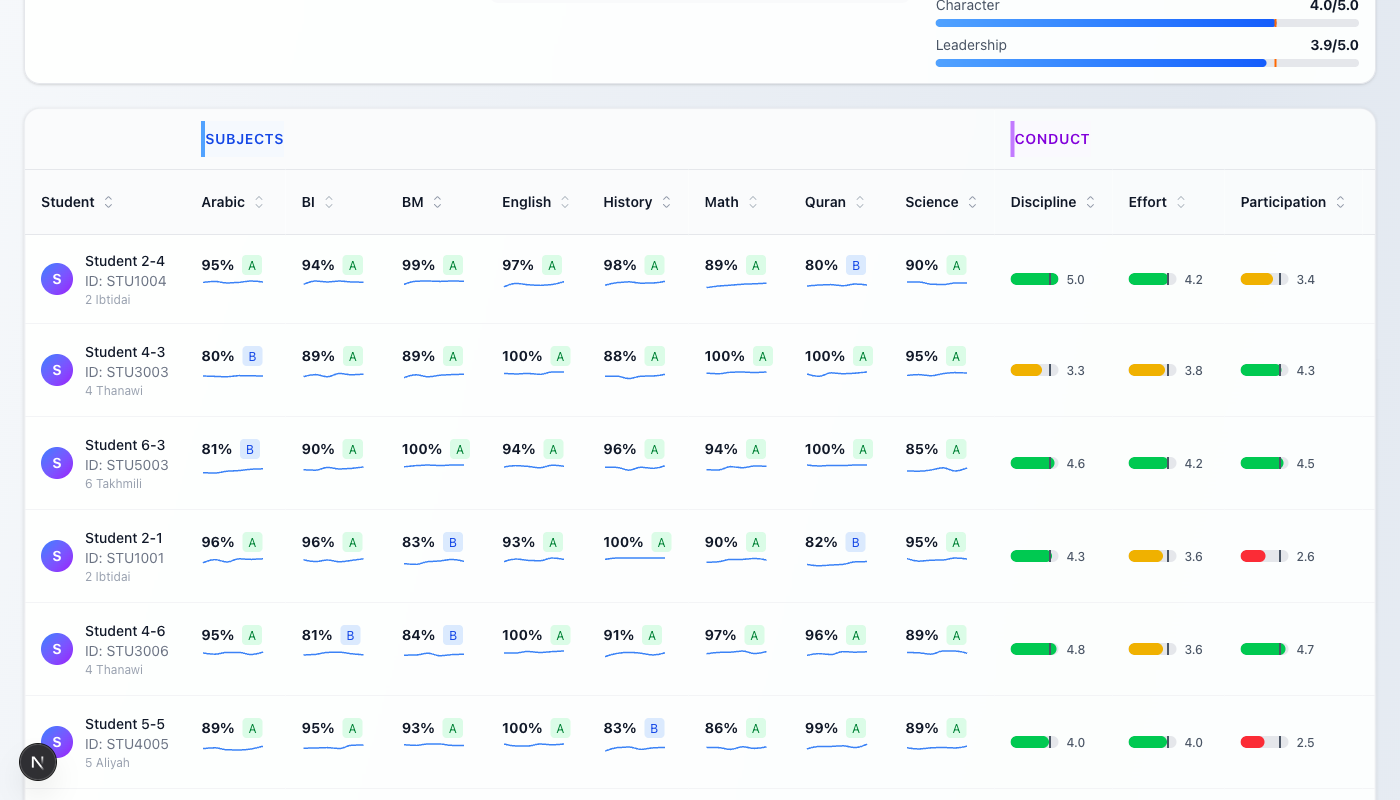 Character 4.0/5.0
Leadership 3.9/5.0
SUBJECTS CONDUCT
Student Arabic BI BM English History Math Quran Science Discipline Effort Participation
S
Student 2-4
ID: STU1004
2 Ibtidai
95% A 94% A 99% A 97% A 98% A 89% A 80% B 90% A 5.0 4.2 3.4
S
Student 4-3
ID: STU3003
4 Thanawi
80% B 89% A 89% A 100% A 88% A 100% A 100% A 95% A 3.3 3.8 4.3
S
Student 6-3
ID: STU5003
6 Takhmili
81% B 90% A 100% A 94% A 96% A 94% A 100% A 85% A 4.6 4.2 4.5
S
Student 2-1
ID: STU1001
2 Ibtidai
96% A 96% A 83% B 93% A 100% A 90% A 82% B 95% A 4.3 3.6 2.6
S
Student 4-6
ID: STU3006
4 Thanawi
95% A 81% B 84% B 100% A 91% A 97% A 96% A 89% A 4.8 3.6 4.7
S
Student 5-5
ID: STU4005
5 Aliyah
89% A 95% A 93% A 100% A 83% B 86% A 99% A 89% A 4.0 4.0 2.5
N